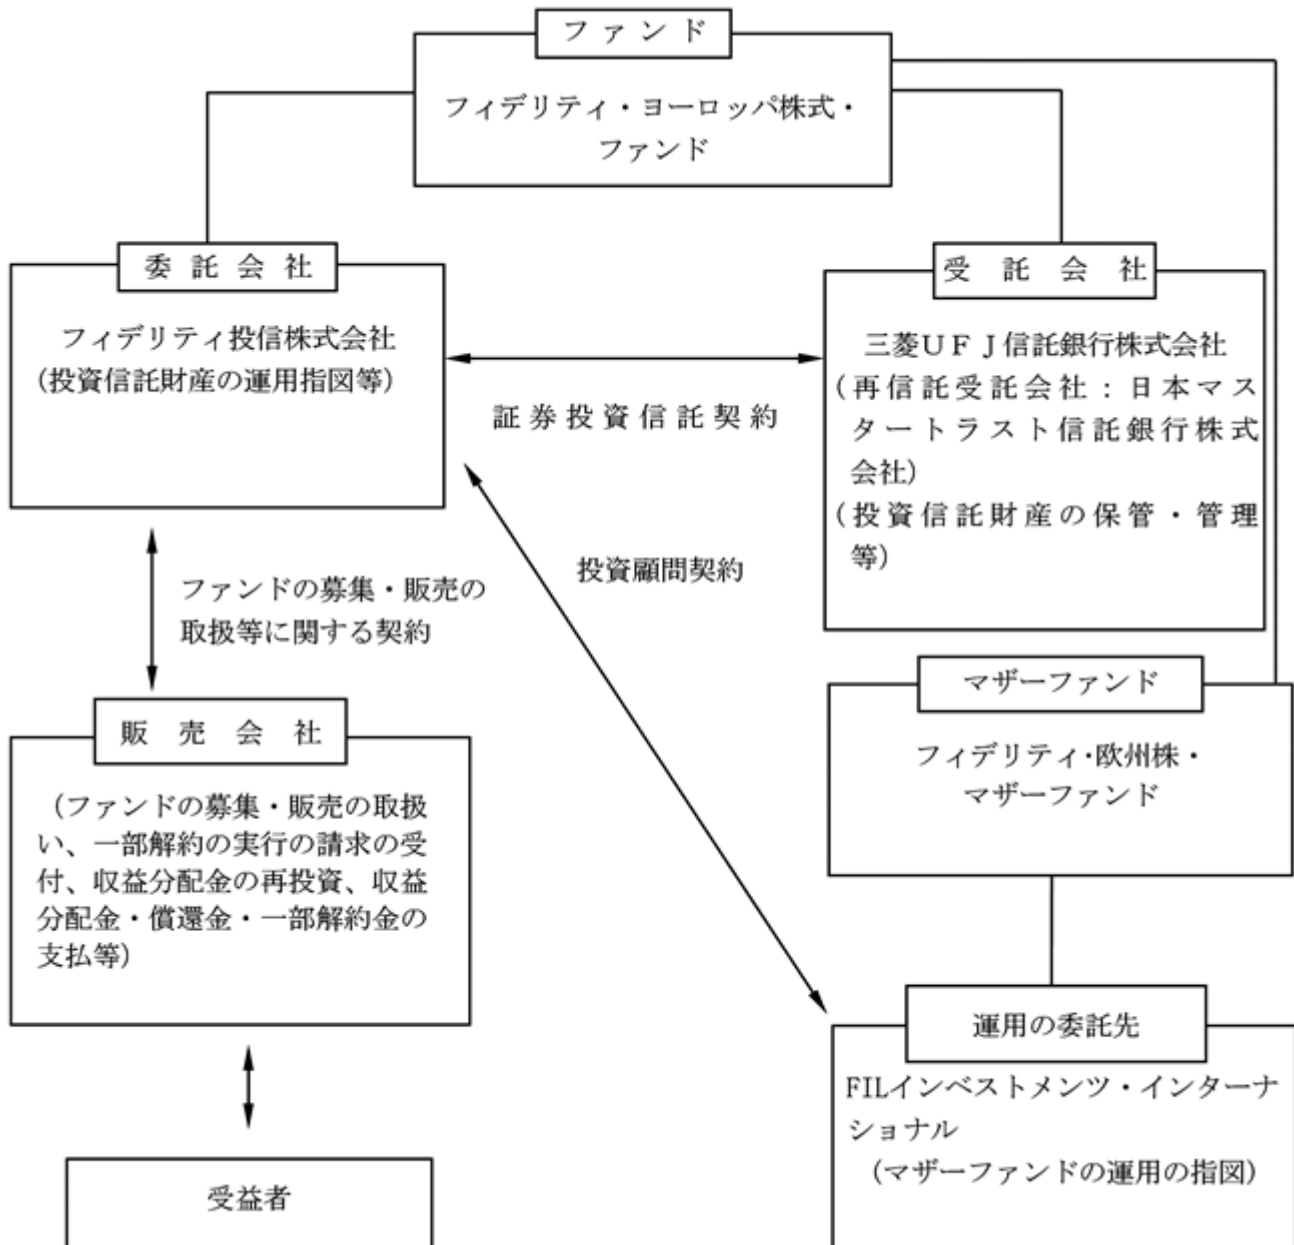 ファンド
フィデリティ・ヨーロッパ株式・
ファンド
委託会社
フィデリティ投信株式会社
(投資信託財産の運用指図等)
受託会社
三菱UFJ信託銀行株式会社
(再信託受託会社:日本マス
タートラスト信託銀行株式
会社)
(投資信託財産の保管・管理
等)
証券投資信託契約
投資顧問契約
ファンドの募集・販売の
取扱等に関する契約
マザーファンド
フィデリティ・欧州株・
マザーファンド
販売会社
(ファンドの募集・販売の取扱
い、一部解約の実行の請求の受
付、収益分配金の再投資、収益
分配金・償還金・一部解約金の
支払等)
運用の委託先
FILインベストメンツ・インターナ
ショナル
(マザーファンドの運用の指図)
受益者